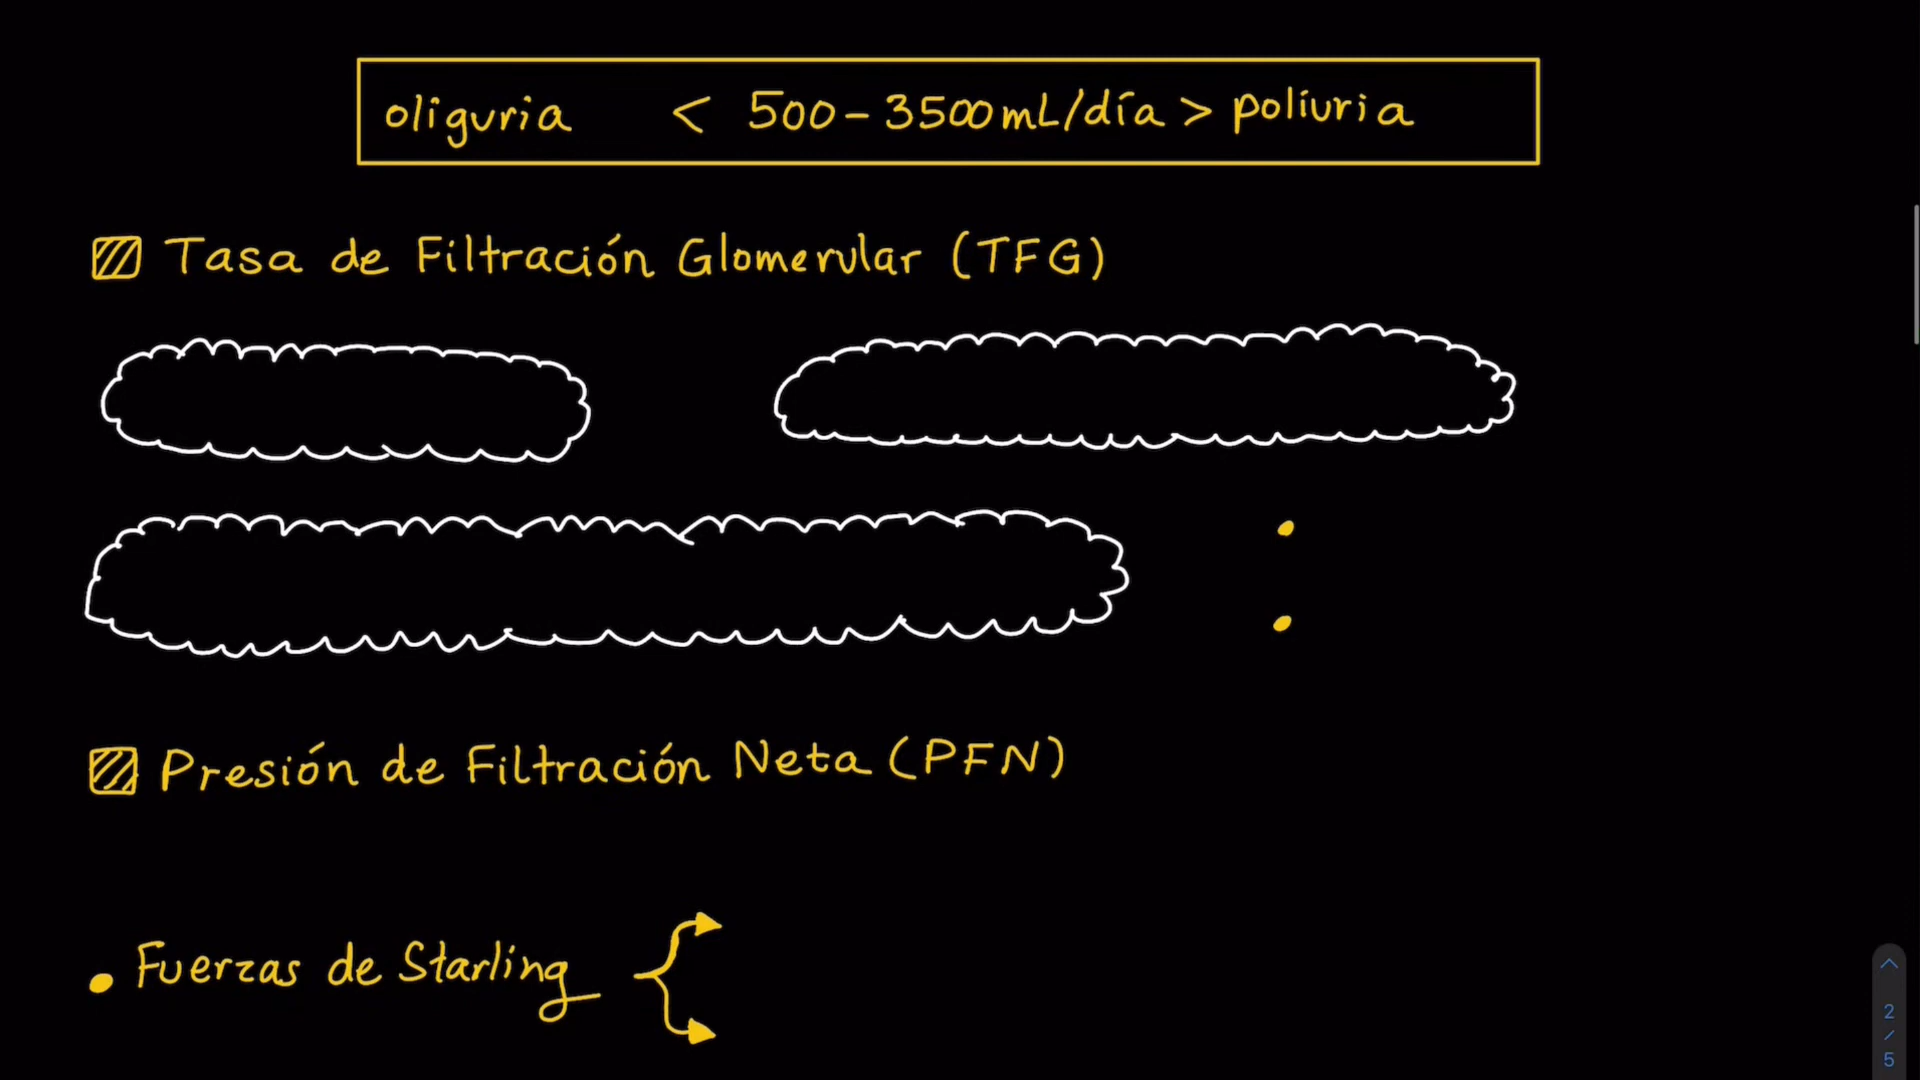 oliguria < 500-3500mL/día > poliuria
Tasa de Filtración Glomerular (TFG)
Presión de Filtración Neta (PFN)
• Fuerzas de Starling
2
/
5